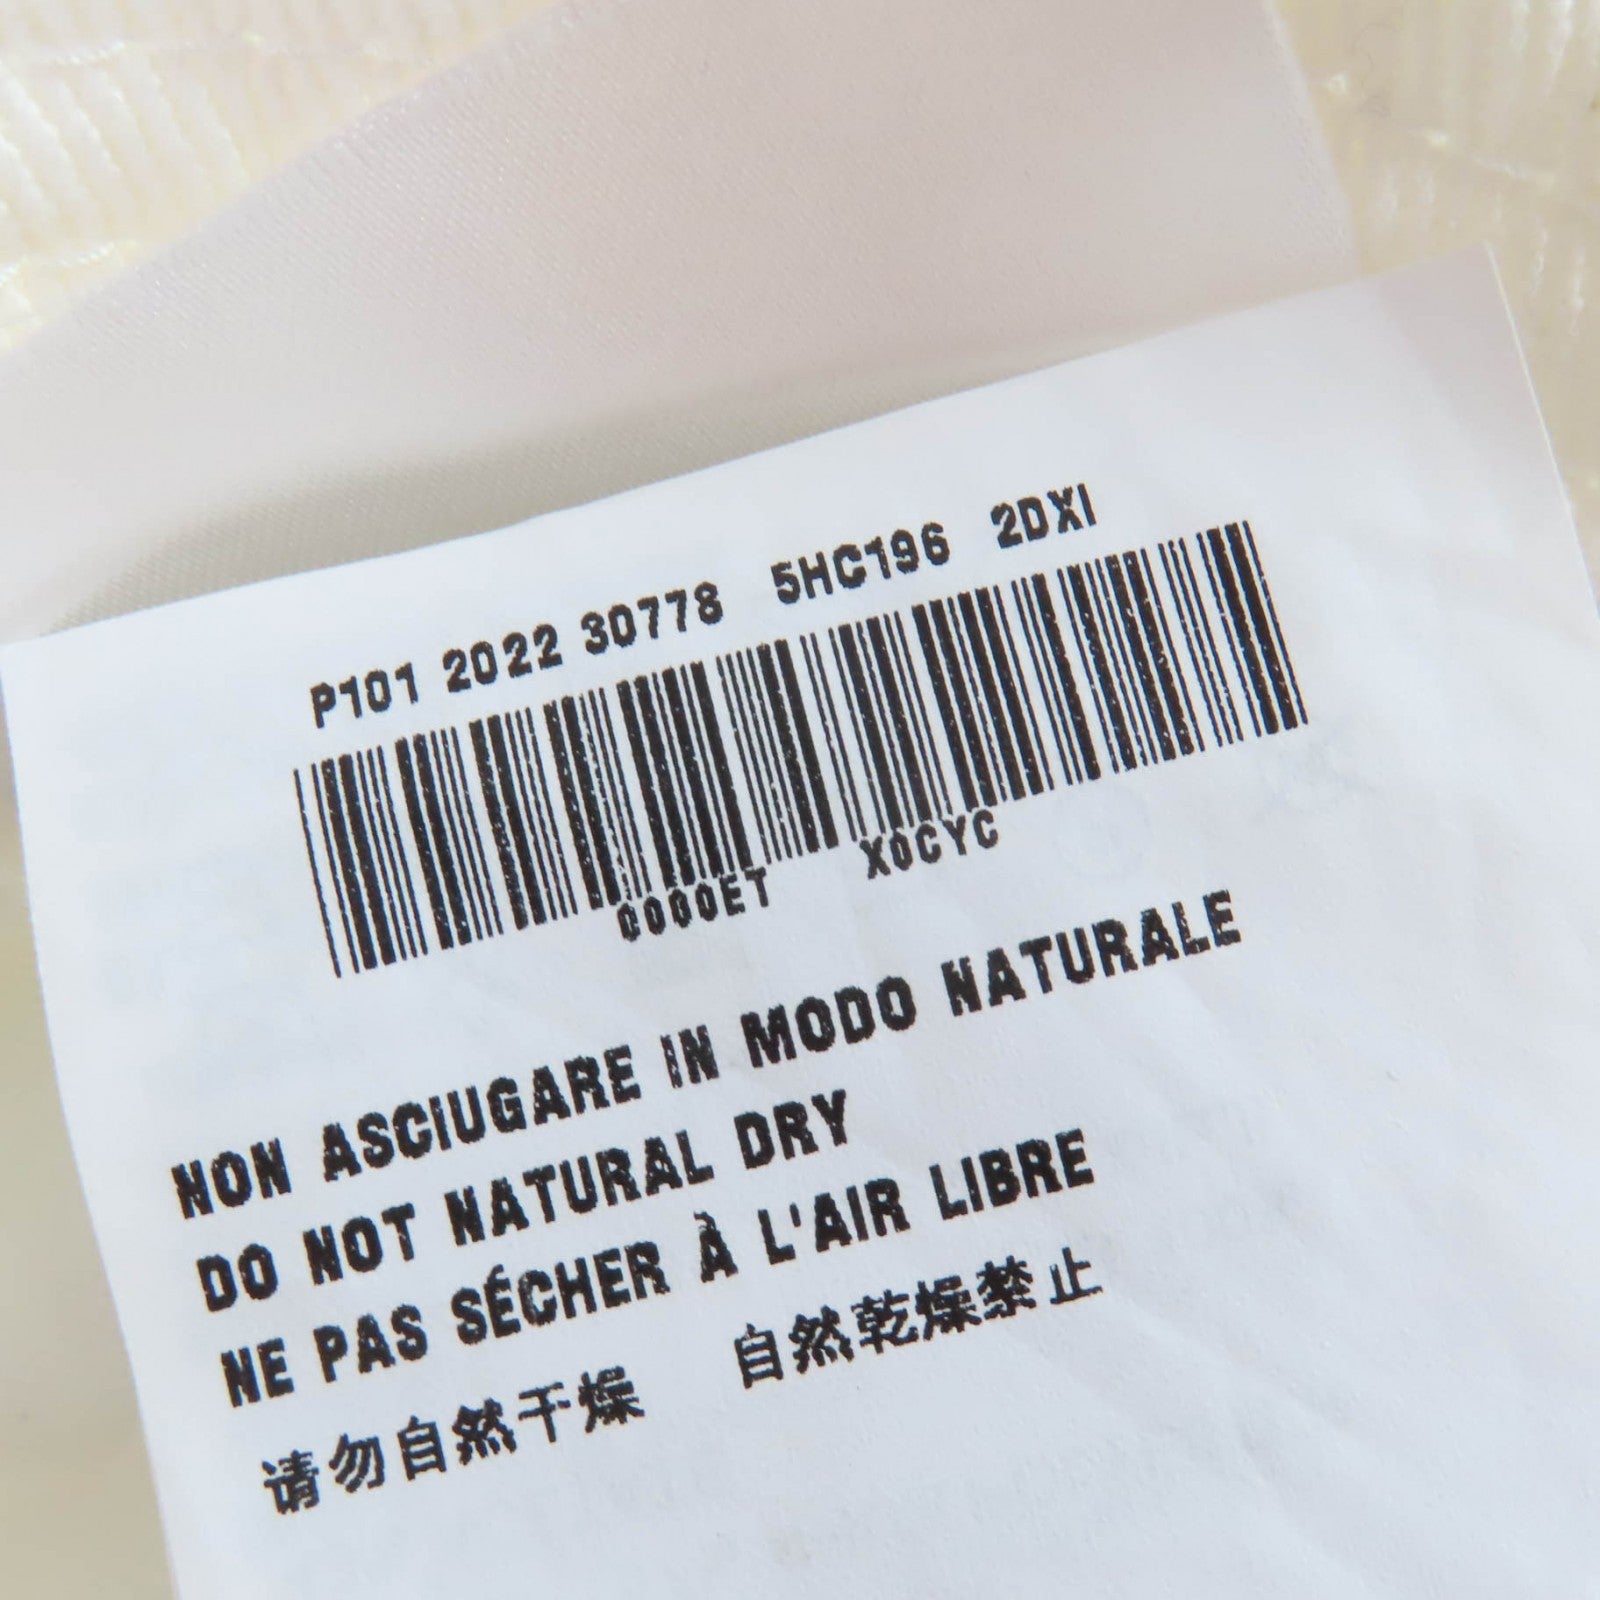 P101 2022 30778 5HC196 2DXI
0000ET X0CYC
NON ASCIUGARE IN MODO NATURALE
DO NOT NATURAL DRY
NE PAS SÉCHER À L'AIR LIBRE
请勿自然干燥 自然乾燥禁止